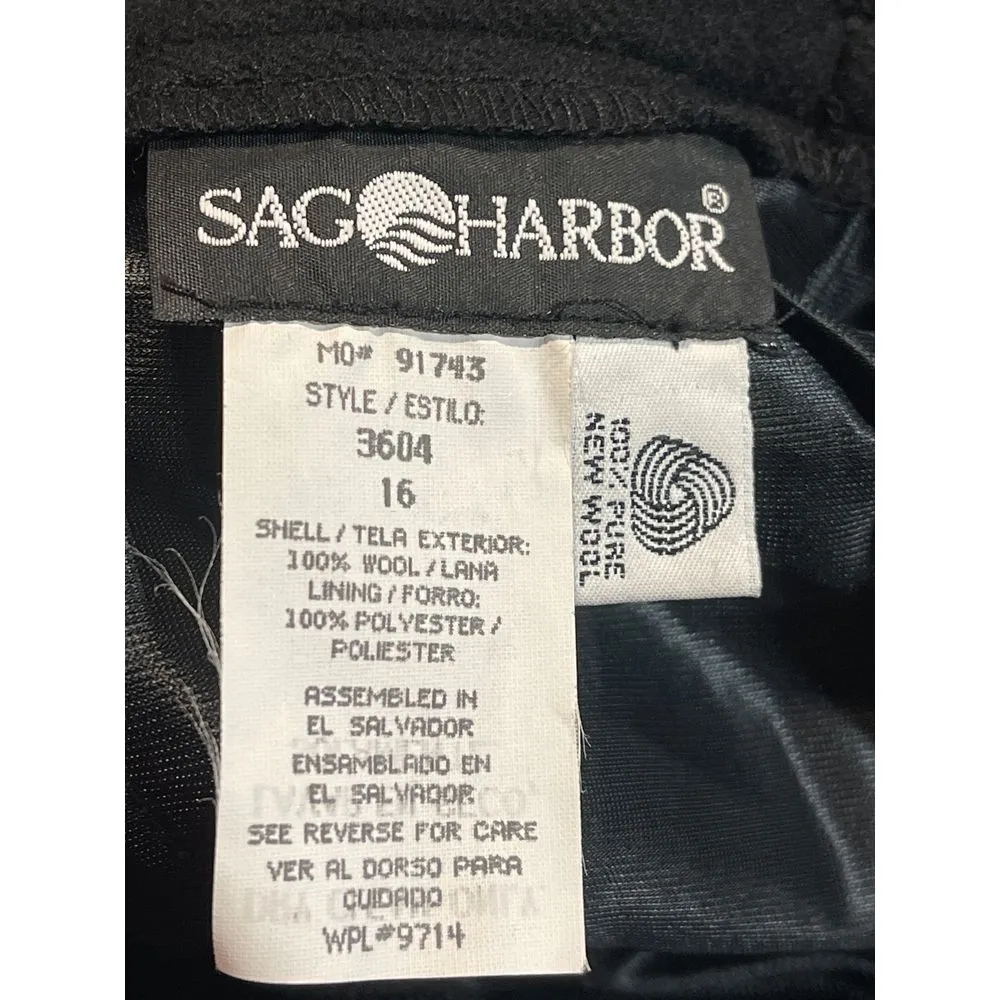 SAG HARBOR®
MO# 91743
STYLE / ESTILO:
3604
16
SHELL / TELA EXTERIOR:
100% WOOL / LANA
LINING / FORRO:
100% POLYESTER /
POLIESTER
ASSEMBLED IN
EL SALVADOR
ENSAMBLADO EN
EL SALVADOR
SEE REVERSE FOR CARE
VER AL DORSO PARA
CUIDADO
WPL#9714
100% PURE
NEW WOOL